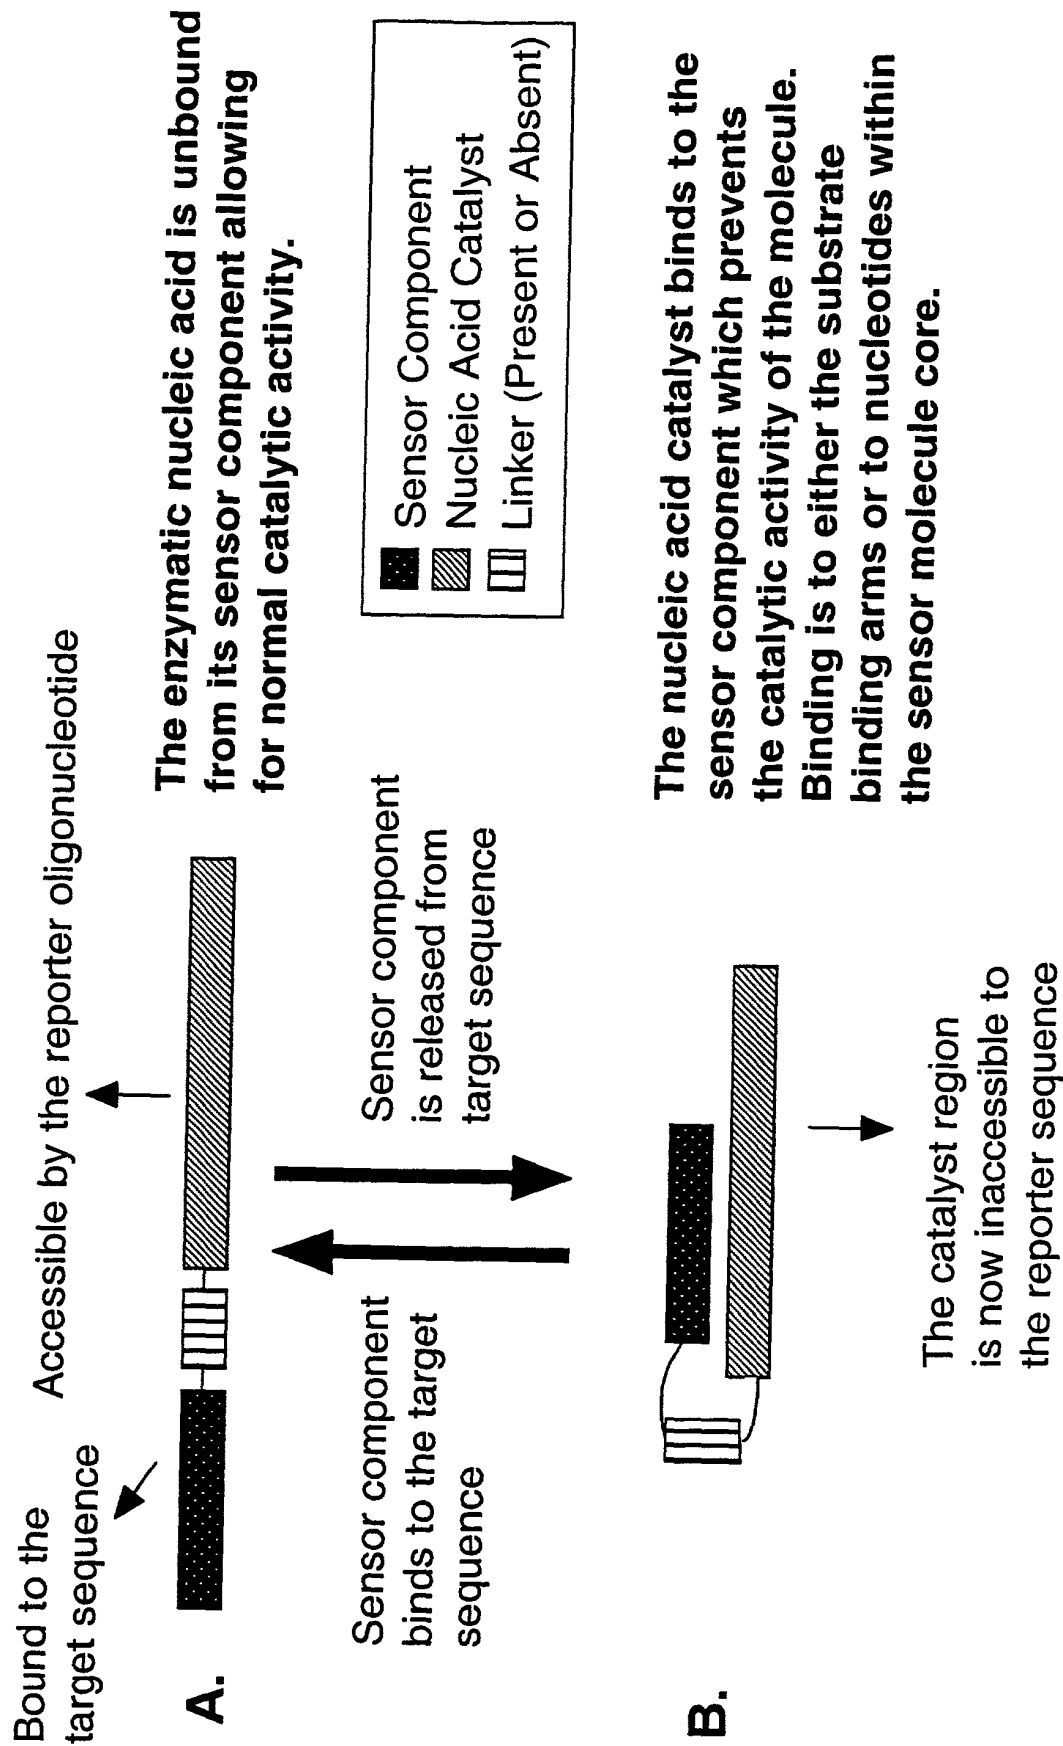 Bound to the
target sequence
Accessible by the reporter oligonucleotide
A.
The enzymatic nucleic acid is unbound
from its sensor component allowing
for normal catalytic activity.
Sensor component
binds to the target
sequence
Sensor component
is released from
target sequence
Sensor Component
Nucleic Acid Catalyst
Linker (Present or Absent)
B.
The nucleic acid catalyst binds to the
sensor component which prevents
the catalytic activity of the molecule.
Binding is to either the substrate
binding arms or to nucleotides within
the sensor molecule core.
The catalyst region
is now inaccessible to
the reporter sequence